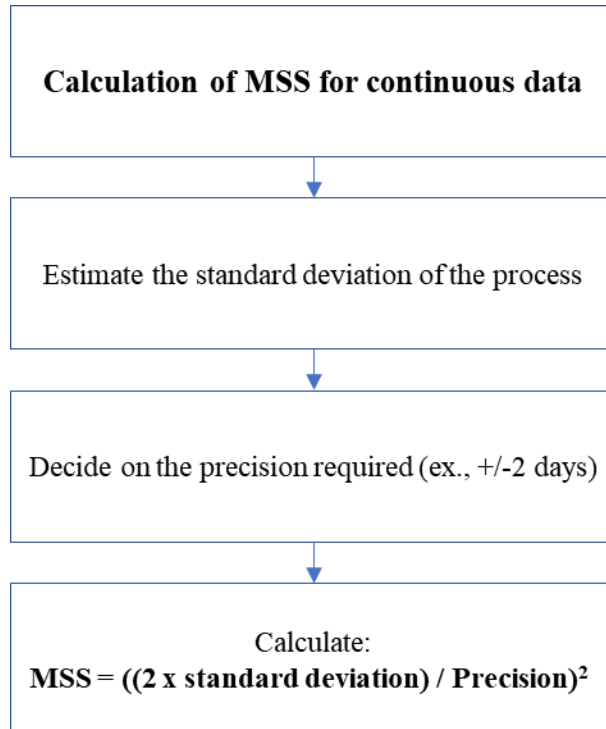 Calculation of MSS for continuous data
Estimate the standard deviation of the process
Decide on the precision required (ex., +/-2 days)
Calculate:
MSS = ((2 x standard deviation) / Precision)²